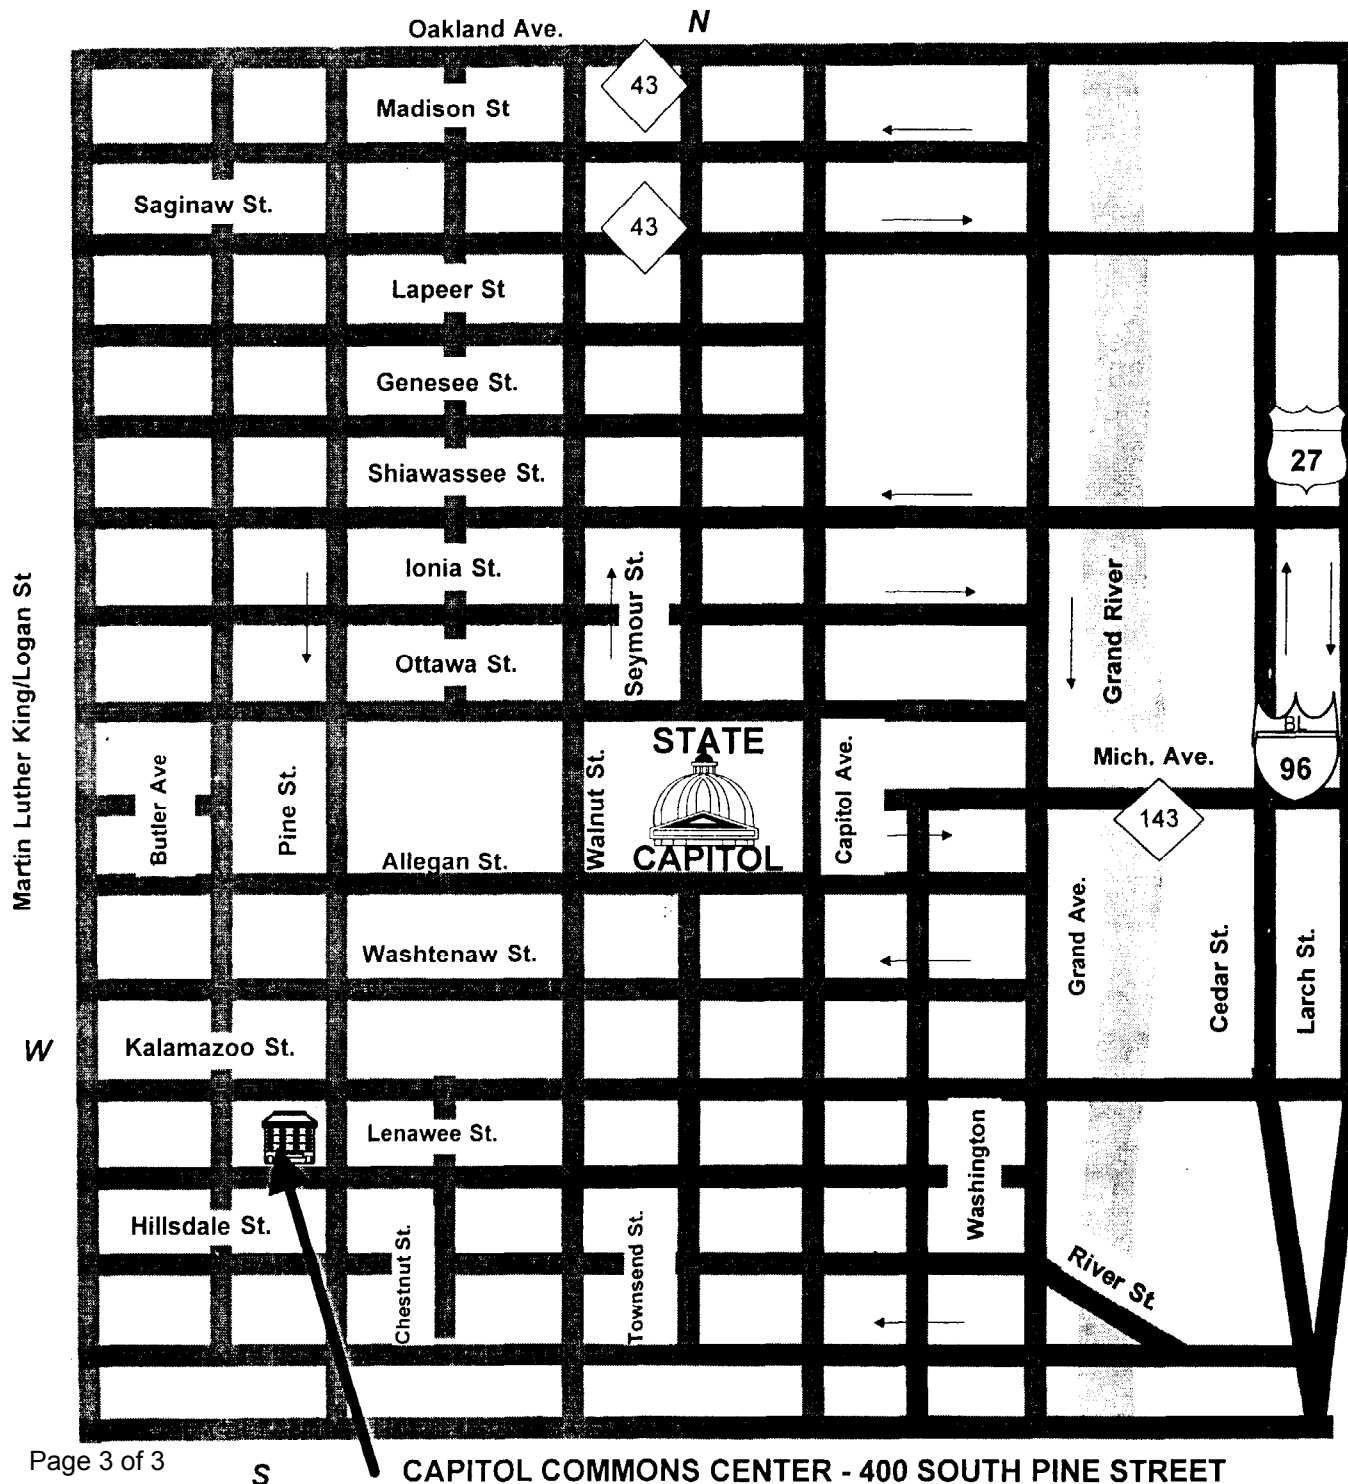 N
Oakland Ave.
43
Madison St
Saginaw St.
43
Lapeer St
Genesee St.
27
Shiawassee St.
Ionia St.
Seymour St.
Grand River
Martin Luther King/Logan St
Ottawa St.
BL
96
STATE
CAPITOL
Mich. Ave.
143
Butler Ave
Pine St.
Walnut St.
Capitol Ave.
Allegan St.
Washtenaw St.
Grand Ave.
Cedar St.
Larch St.
W
Kalamazoo St.
Lenawee St.
Washington
Hillsdale St.
Chestnut St.
Townsend St.
River St.
Page 3 of 3
S
CAPITOL COMMONS CENTER - 400 SOUTH PINE STREET